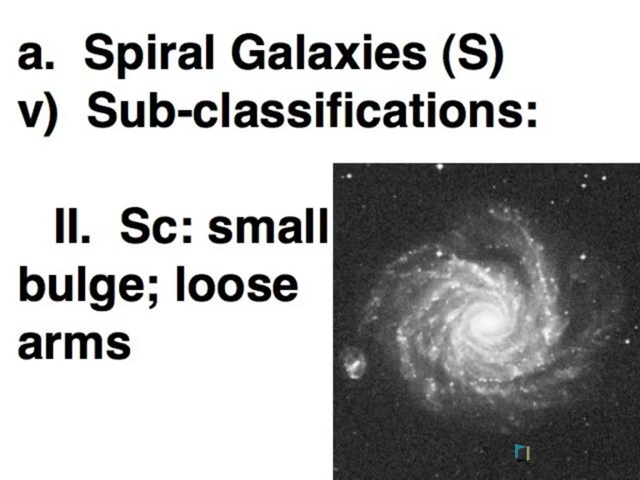 a. Spiral Galaxies (S)
v) Sub-classifications:
II. Sc: small
bulge; loose
arms